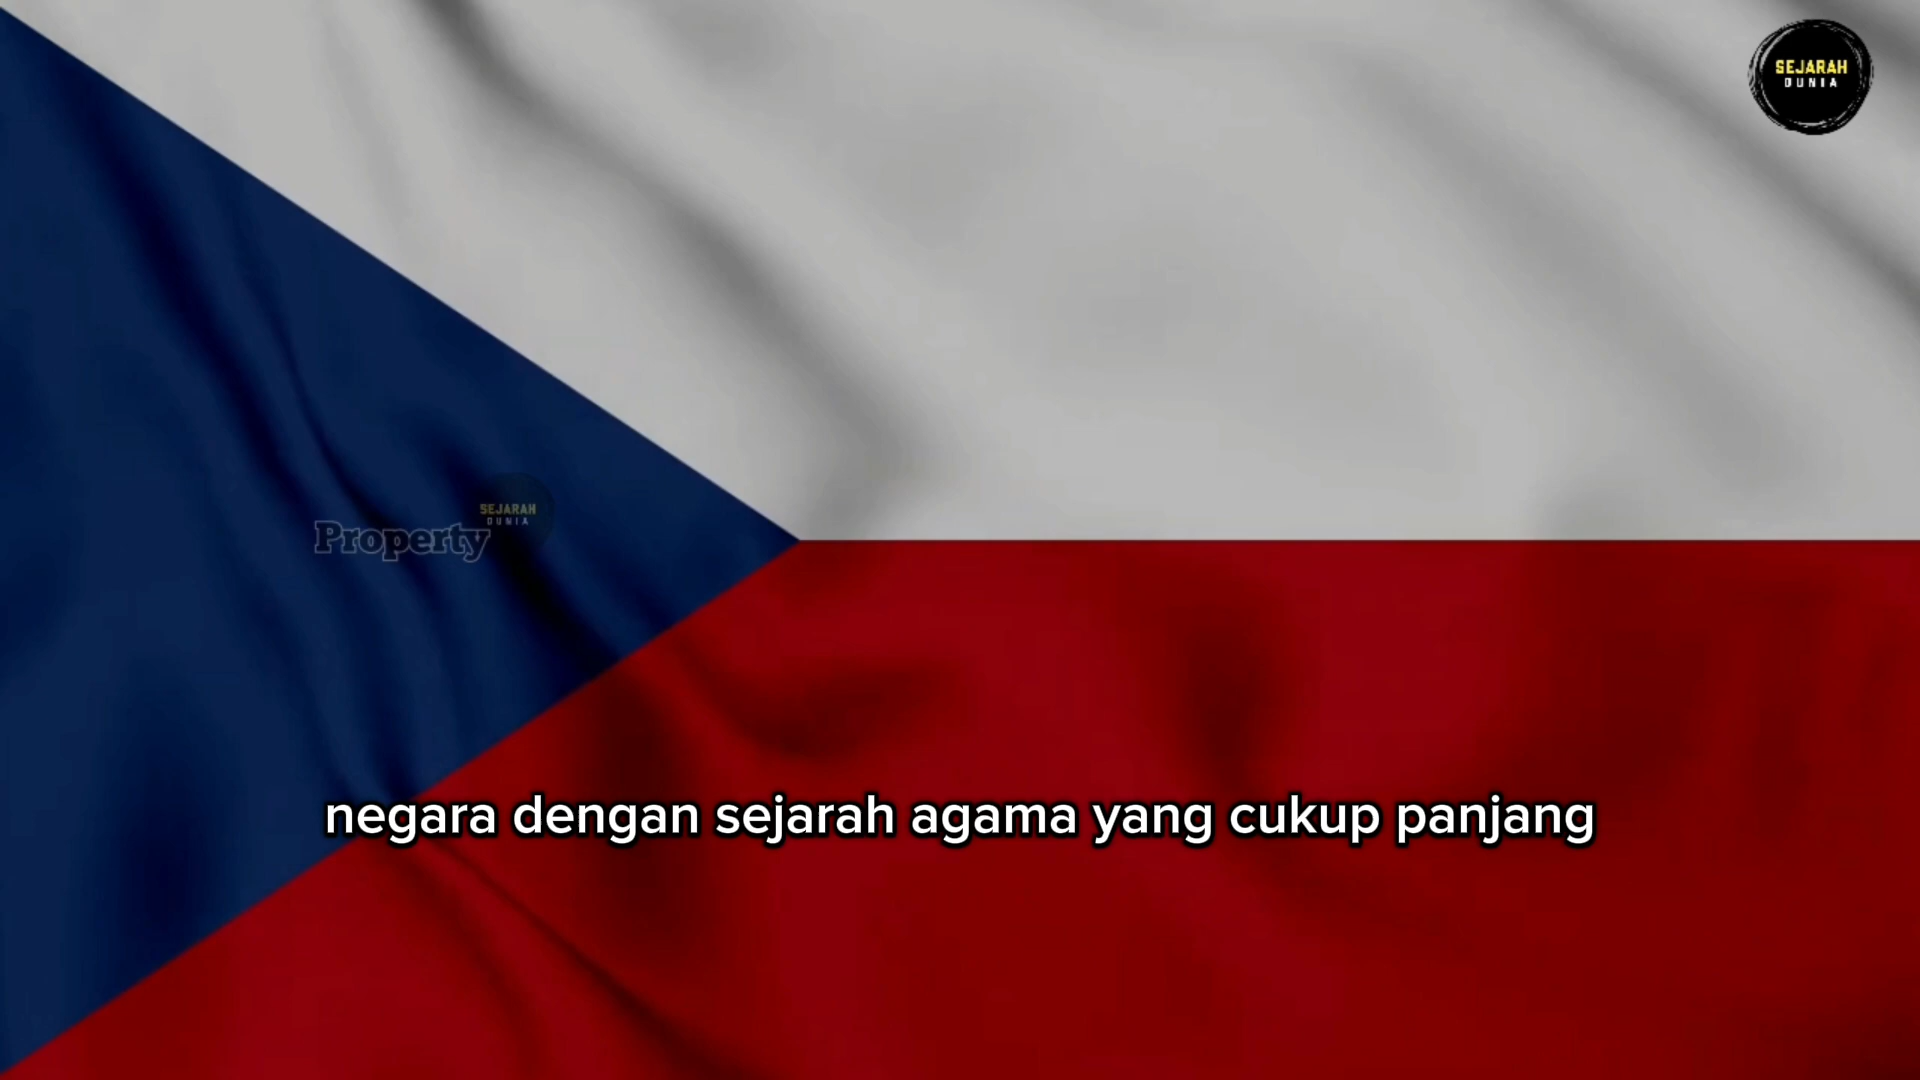 SEJARAH
DUNIA
SEJARAH
DUNIA
Property
negara dengan sejarah agama yang cukup panjang